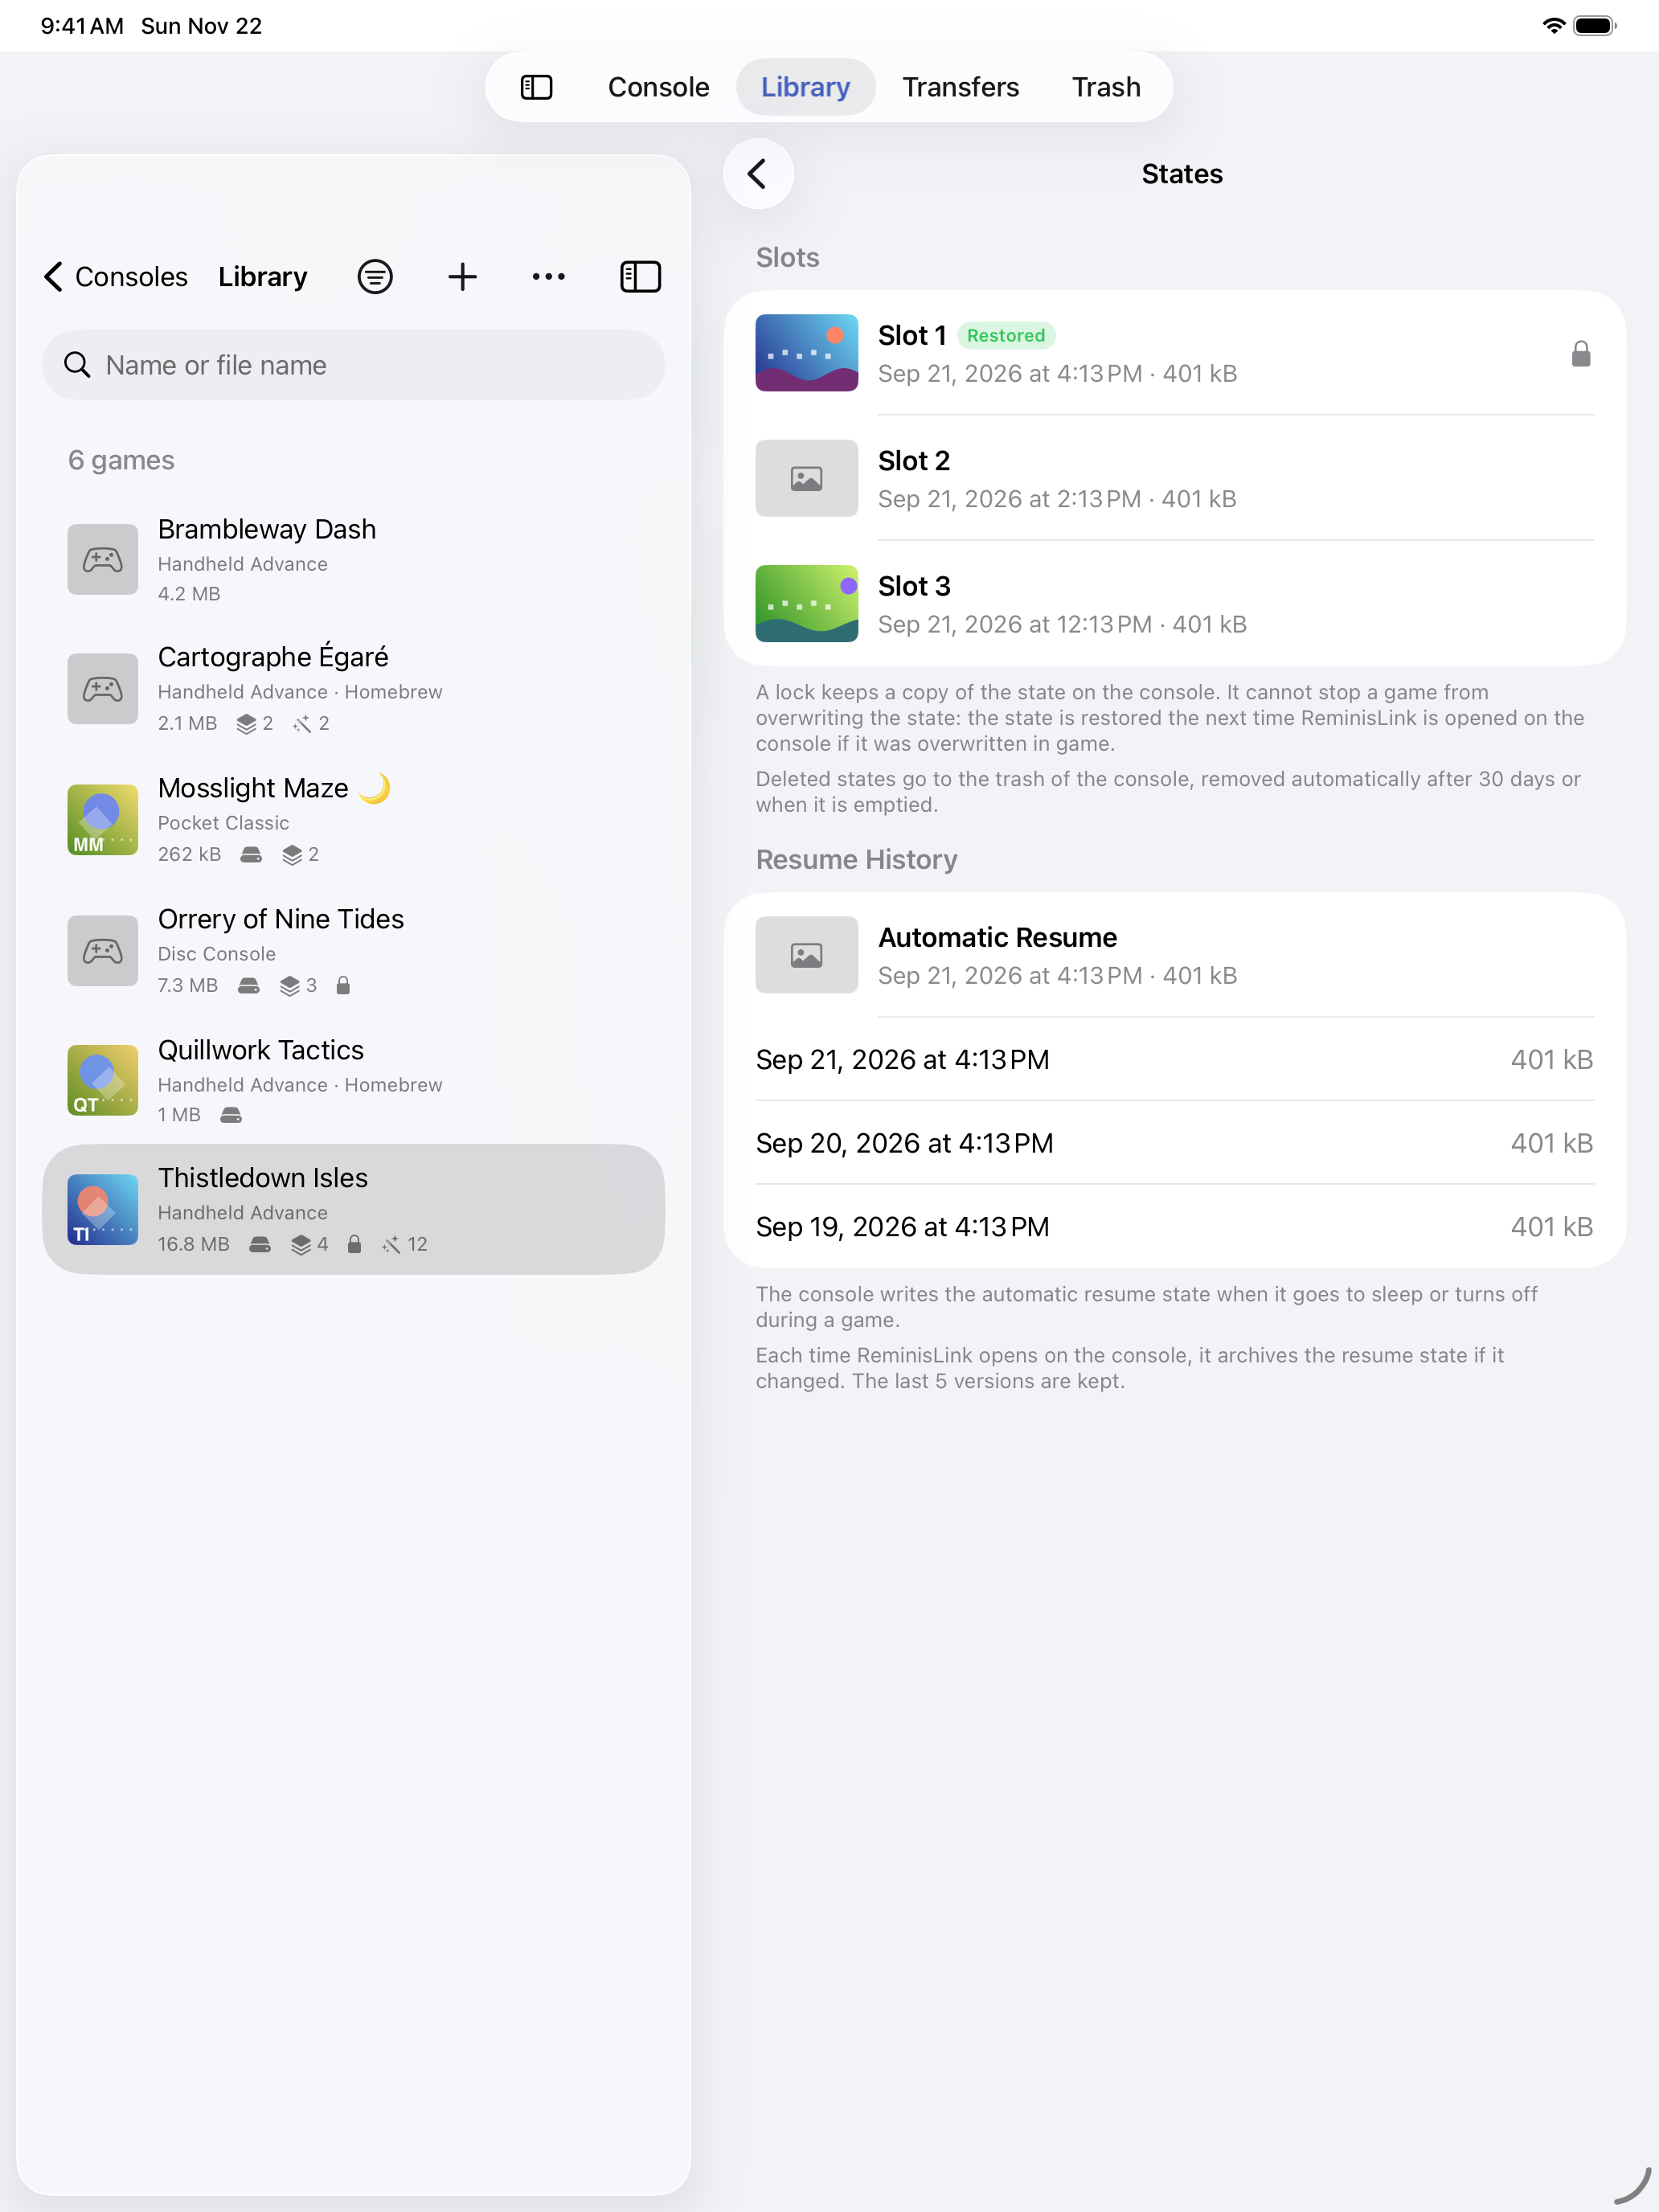 9:41 AM Sun Nov 22
Console
Library
Transfers
Trash
Consoles
Library
Name or file name
6 games
Brambleway Dash
Handheld Advance
4.2 MB
Cartographe Égaré
Handheld Advance · Homebrew
2.1 MB 2 2
Mosslight Maze 🌙
Pocket Classic
262 kB 2
MM
Orrery of Nine Tides
Disc Console
7.3 MB 3
Quillwork Tactics
Handheld Advance · Homebrew
1 MB
QT
Thistledown Isles
Handheld Advance
16.8 MB 4 12
TI
States
Slots
Slot 1 Restored
Sep 21, 2026 at 4:13 PM · 401 kB
Slot 2
Sep 21, 2026 at 2:13 PM · 401 kB
Slot 3
Sep 21, 2026 at 12:13 PM · 401 kB
A lock keeps a copy of the state on the console. It cannot stop a game from
overwriting the state: the state is restored the next time ReminisLink is opened on the
console if it was overwritten in game.
Deleted states go to the trash of the console, removed automatically after 30 days or
when it is emptied.
Resume History
Automatic Resume
Sep 21, 2026 at 4:13 PM · 401 kB
Sep 21, 2026 at 4:13 PM 401 kB
Sep 20, 2026 at 4:13 PM 401 kB
Sep 19, 2026 at 4:13 PM 401 kB
The console writes the automatic resume state when it goes to sleep or turns off
during a game.
Each time ReminisLink opens on the console, it archives the resume state if it
changed. The last 5 versions are kept.